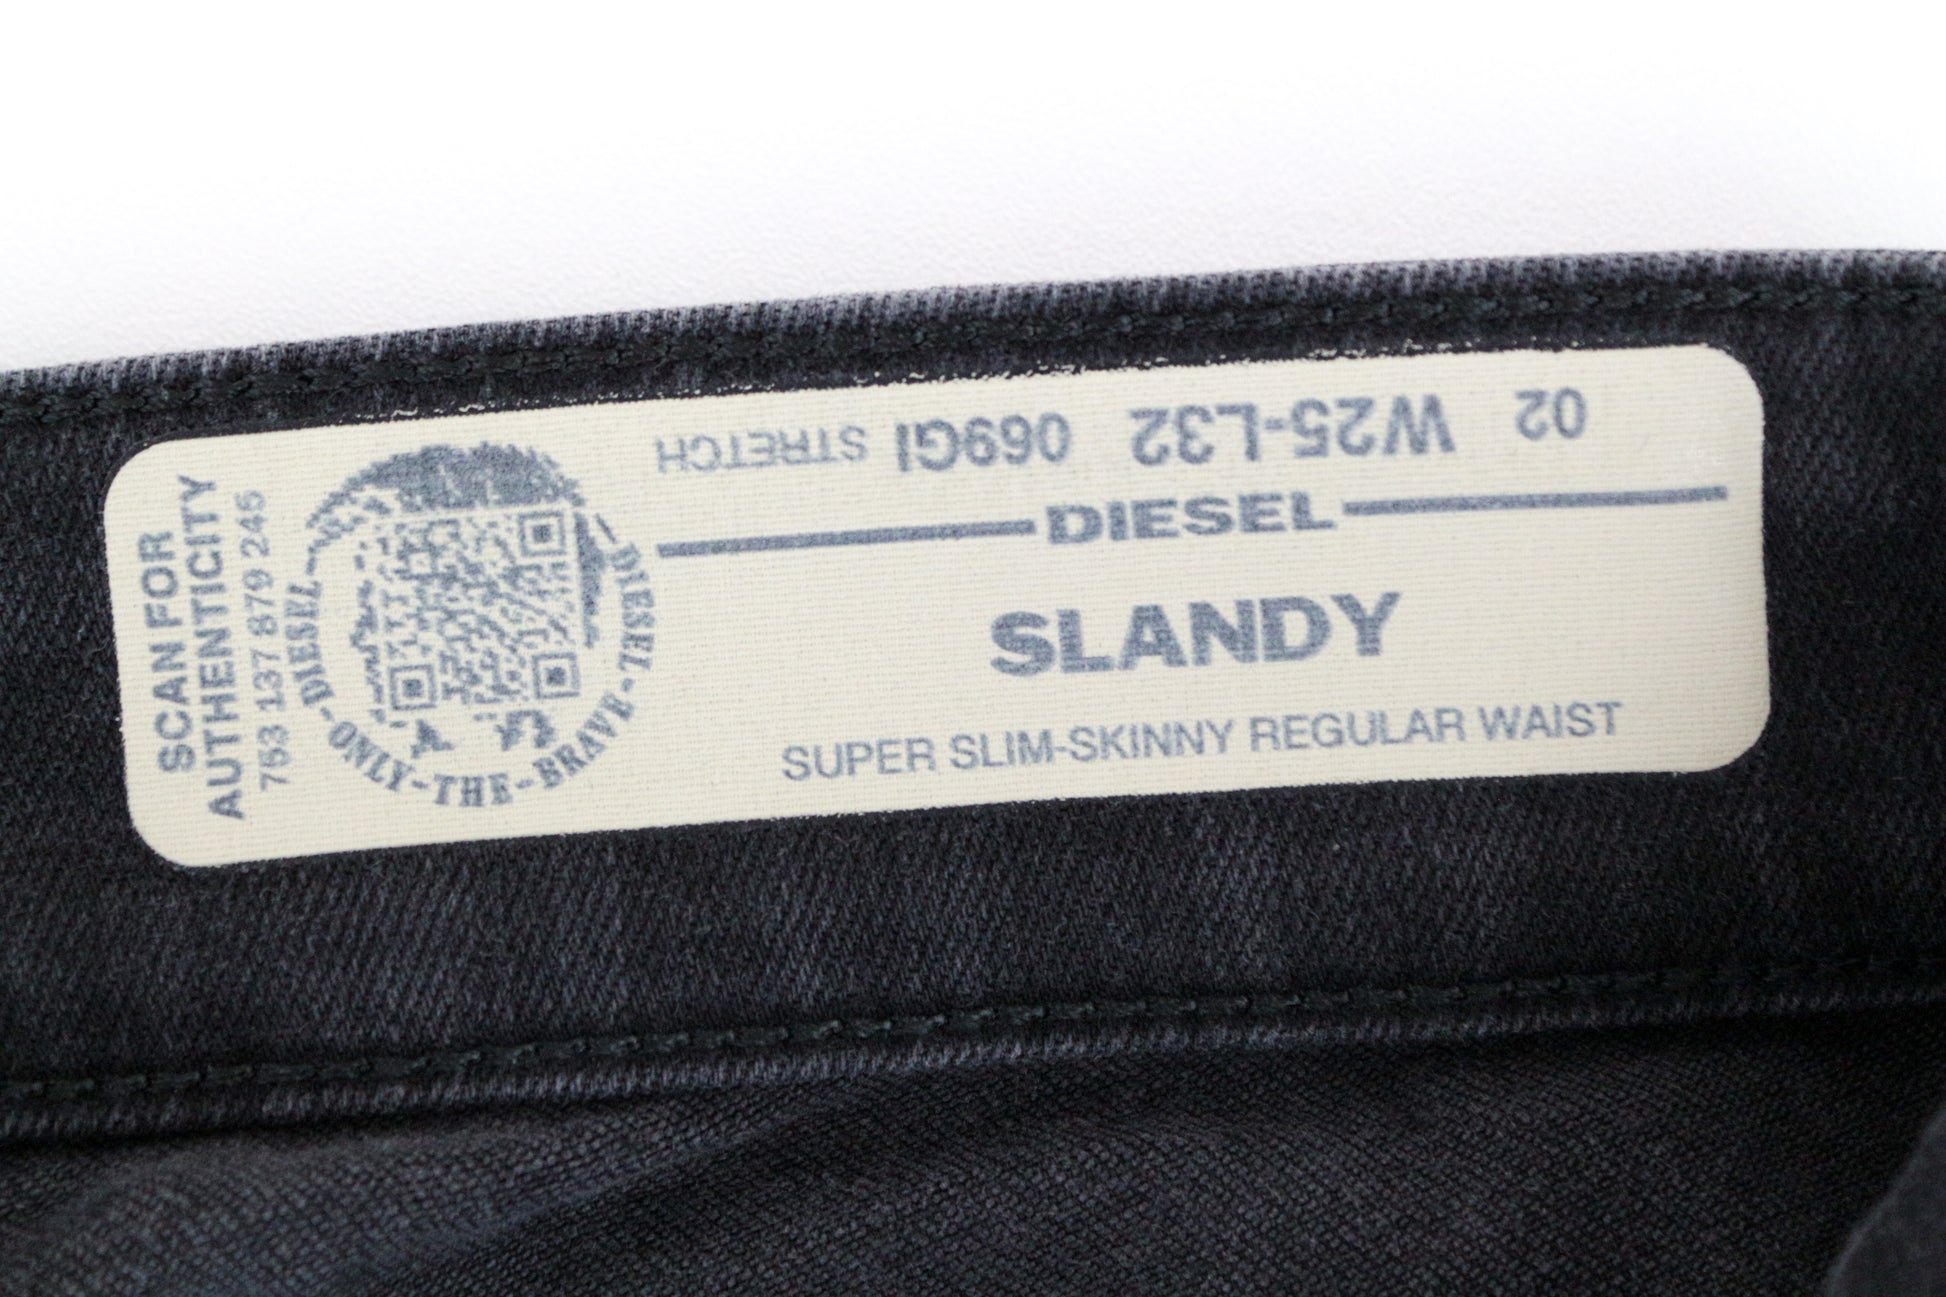 SCAN FOR
AUTHENTICITY
753 137 879 245
DIESEL-ONLY-THE-BRAVE-DIESEL
02 W25-L32 069GI STRETCH
DIESEL
SLANDY
SUPER SLIM-SKINNY REGULAR WAIST